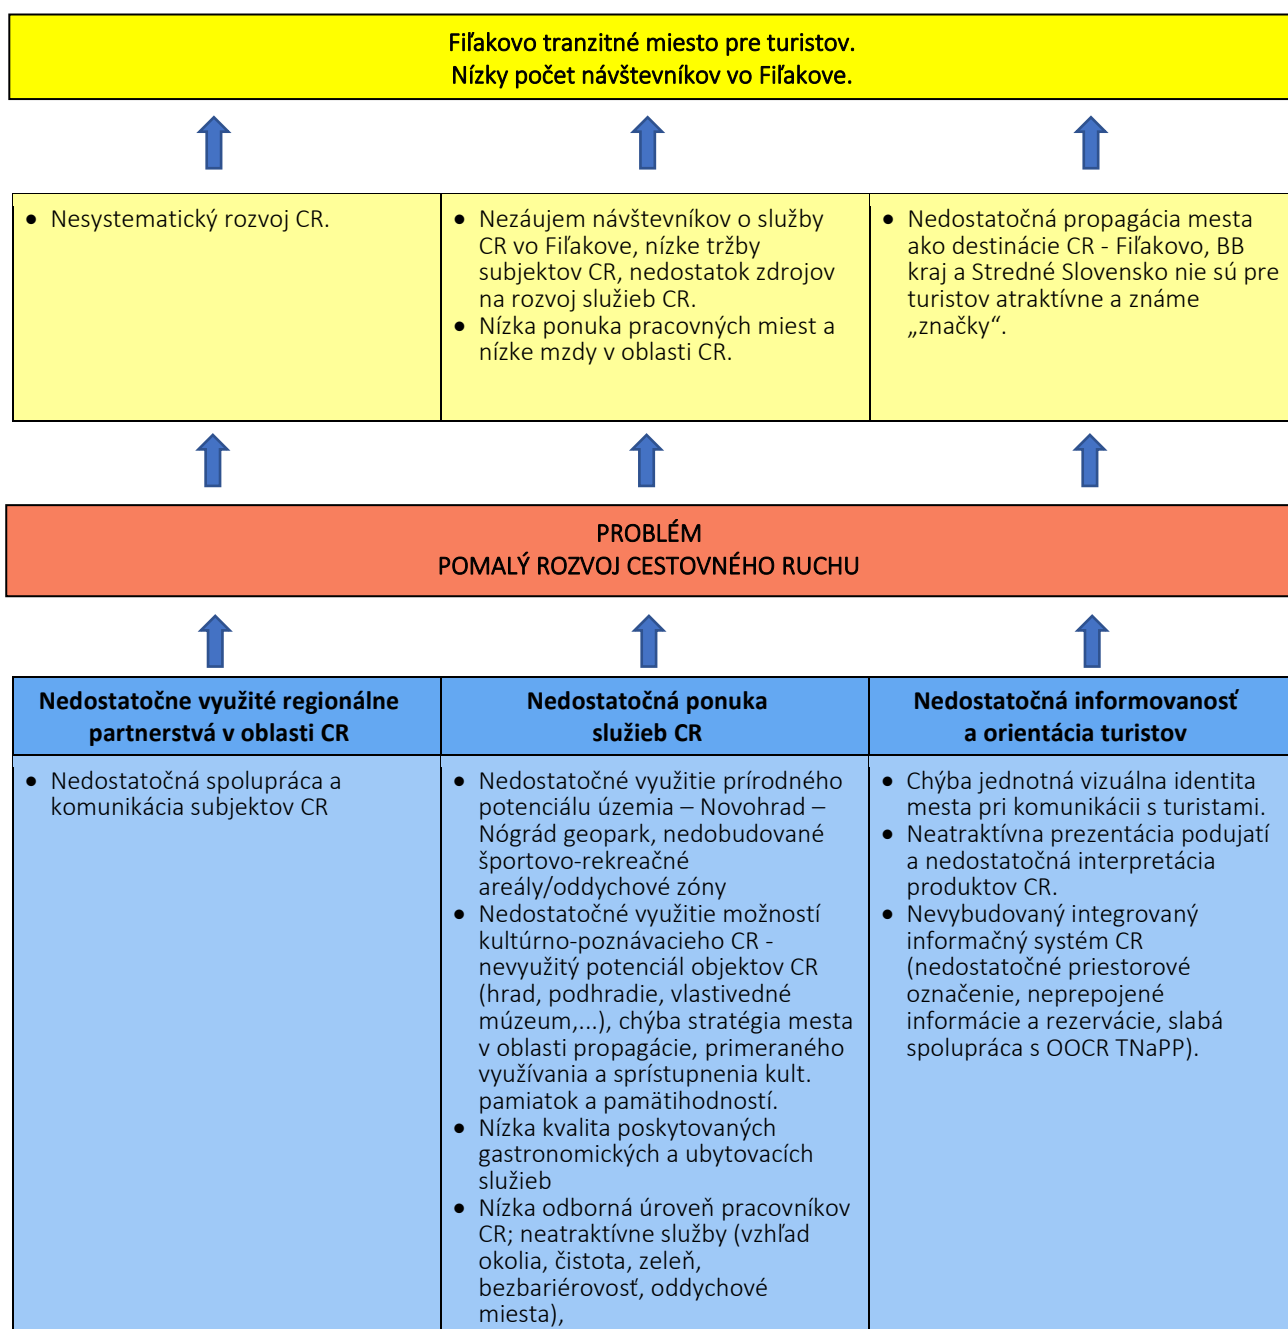 Fiľakovo tranzitné miesto pre turistov.
Nízky počet návštevníkov vo Fiľakove.
• Nesystematický rozvoj CR.
• Nezáujem návštevníkov o služby
CR vo Fiľakove, nízke tržby
subjektov CR, nedostatok zdrojov
na rozvoj služieb CR.
• Nízka ponuka pracovných miest a
nízke mzdy v oblasti CR.
• Nedostatočná propagácia mesta
ako destinácie CR - Fiľakovo, BB
kraj a Stredné Slovensko nie sú pre
turistov atraktívne a známe
„značky“.
PROBLÉM
POMALÝ ROZVOJ CESTOVNÉHO RUCHU
Nedostatočne využité regionálne
partnerstvá v oblasti CR
• Nedostatočná spolupráca a
komunikácia subjektov CR
Nedostatočná ponuka
služieb CR
• Nedostatočné využitie prírodného
potenciálu územia – Novohrad –
Nógrád geopark, nedobudované
športovo-rekreačné
areály/oddychové zóny
• Nedostatočné využitie možností
kultúrno-poznávacieho CR -
nevyužitý potenciál objektov CR
(hrad, podhradie, vlastivedné
múzeum,...), chýba stratégia mesta
v oblasti propagácie, primeraného
využívania a sprístupnenia kult.
pamiatok a pamätihodností.
• Nízka kvalita poskytovaných
gastronomických a ubytovacích
služieb
• Nízka odborná úroveň pracovníkov
CR; neatraktívne služby (vzhľad
okolia, čistota, zeleň,
bezbariérovosť, oddychové
miesta),
Nedostatočná informovanosť
a orientácia turistov
• Chýba jednotná vizuálna identita
mesta pri komunikácii s turistami.
• Neatraktívna prezentácia podujatí
a nedostatočná interpretácia
produktov CR.
• Nevybudovaný integrovaný
informačný systém CR
(nedostatočné priestorové
označenie, neprepojené
informácie a rezervácie, slabá
spolupráca s OOCR TNaPP).